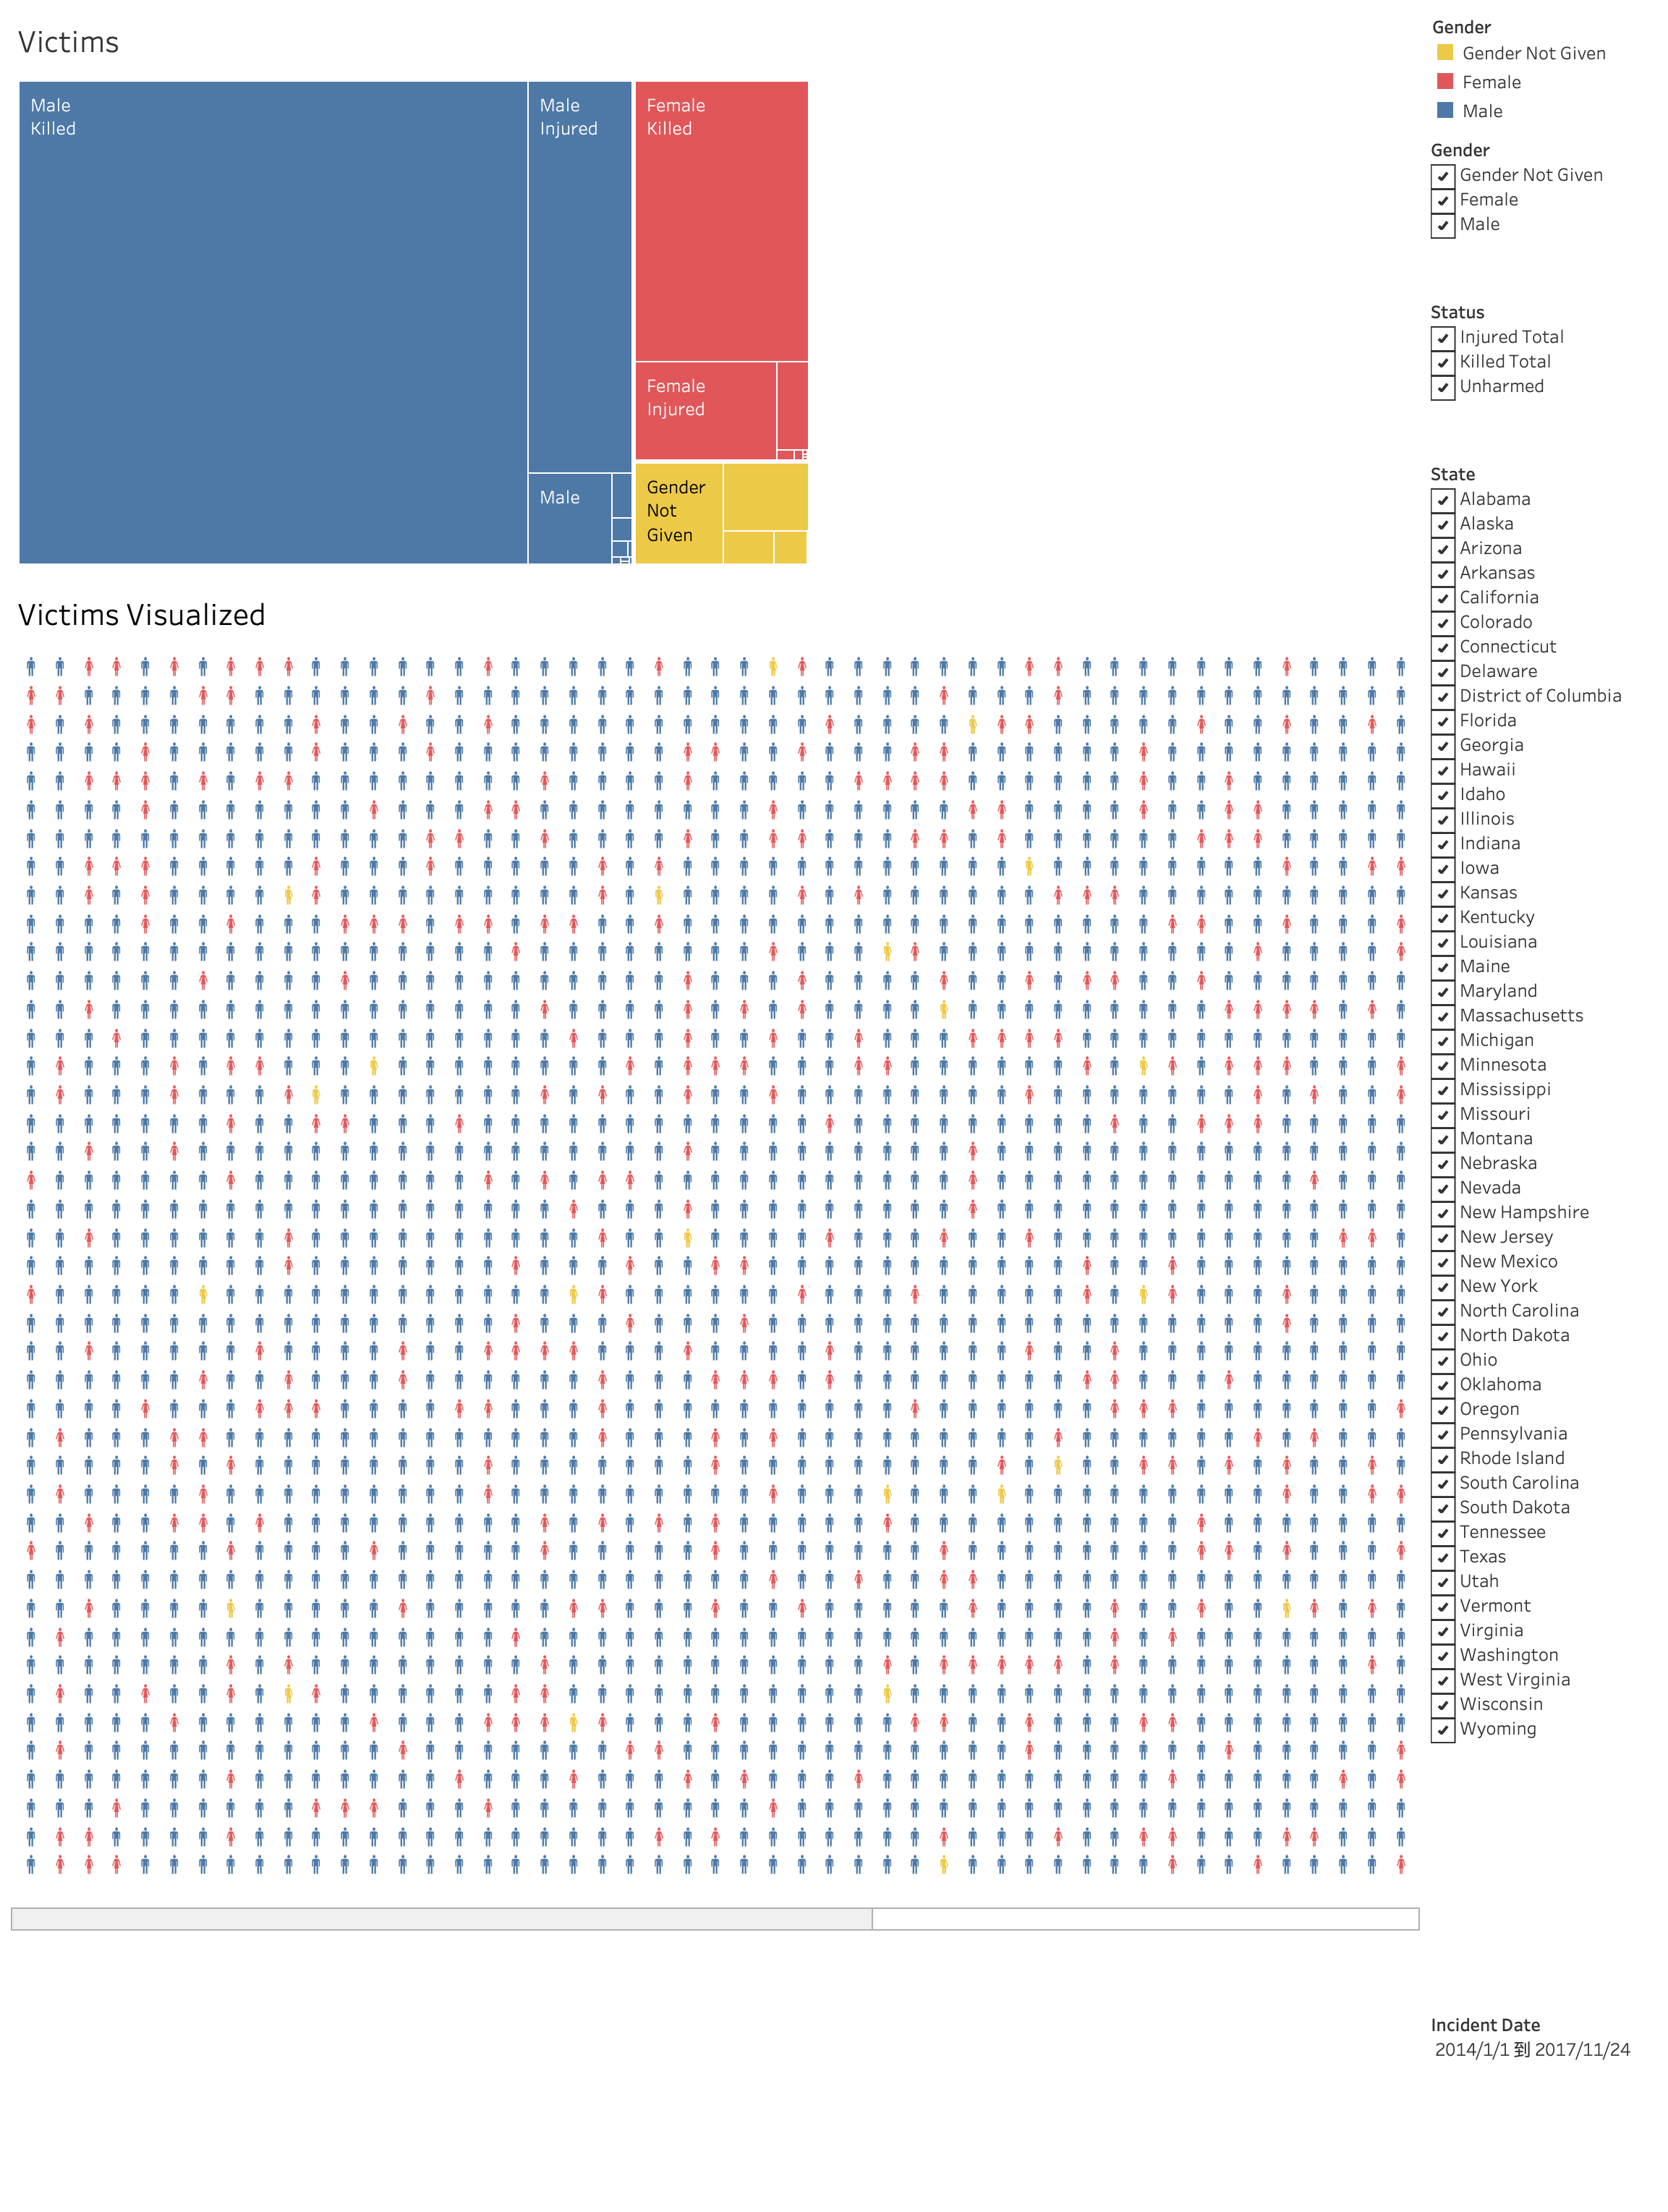 Victims
Male
Killed
Male
Injured
Female
Killed
Female
Injured
Male
Gender
Not
Given
Victims Visualized
Gender
Gender Not Given
Female
Male
Gender
Gender Not Given
Female
Male
Status
Injured Total
Killed Total
Unharmed
State
Alabama
Alaska
Arizona
Arkansas
California
Colorado
Connecticut
Delaware
District of Columbia
Florida
Georgia
Hawaii
Idaho
Illinois
Indiana
Iowa
Kansas
Kentucky
Louisiana
Maine
Maryland
Massachusetts
Michigan
Minnesota
Mississippi
Missouri
Montana
Nebraska
Nevada
New Hampshire
New Jersey
New Mexico
New York
North Carolina
North Dakota
Ohio
Oklahoma
Oregon
Pennsylvania
Rhode Island
South Carolina
South Dakota
Tennessee
Texas
Utah
Vermont
Virginia
Washington
West Virginia
Wisconsin
Wyoming
Incident Date
2014/1/1 到 2017/11/24